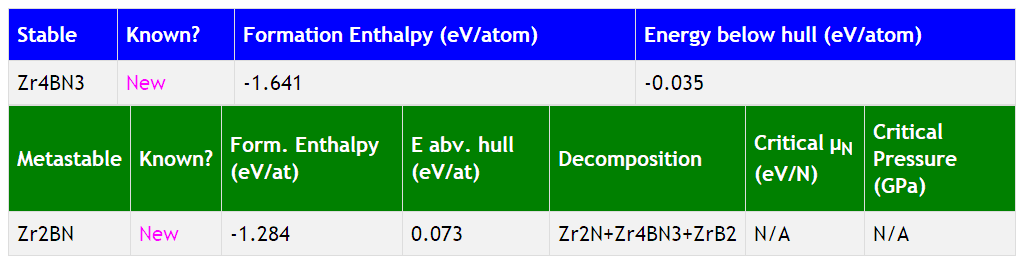 Stable Known? Formation Enthalpy (eV/atom) Energy below hull (eV/atom)
Zr4BN3 New -1.641 -0.035
Metastable Known? Form. Enthalpy (eV/at) E abv. hull (eV/at) Decomposition Critical μN (eV/N) Critical Pressure (GPa)
Zr2BN New -1.284 0.073 Zr2N+Zr4BN3+ZrB2 N/A N/A